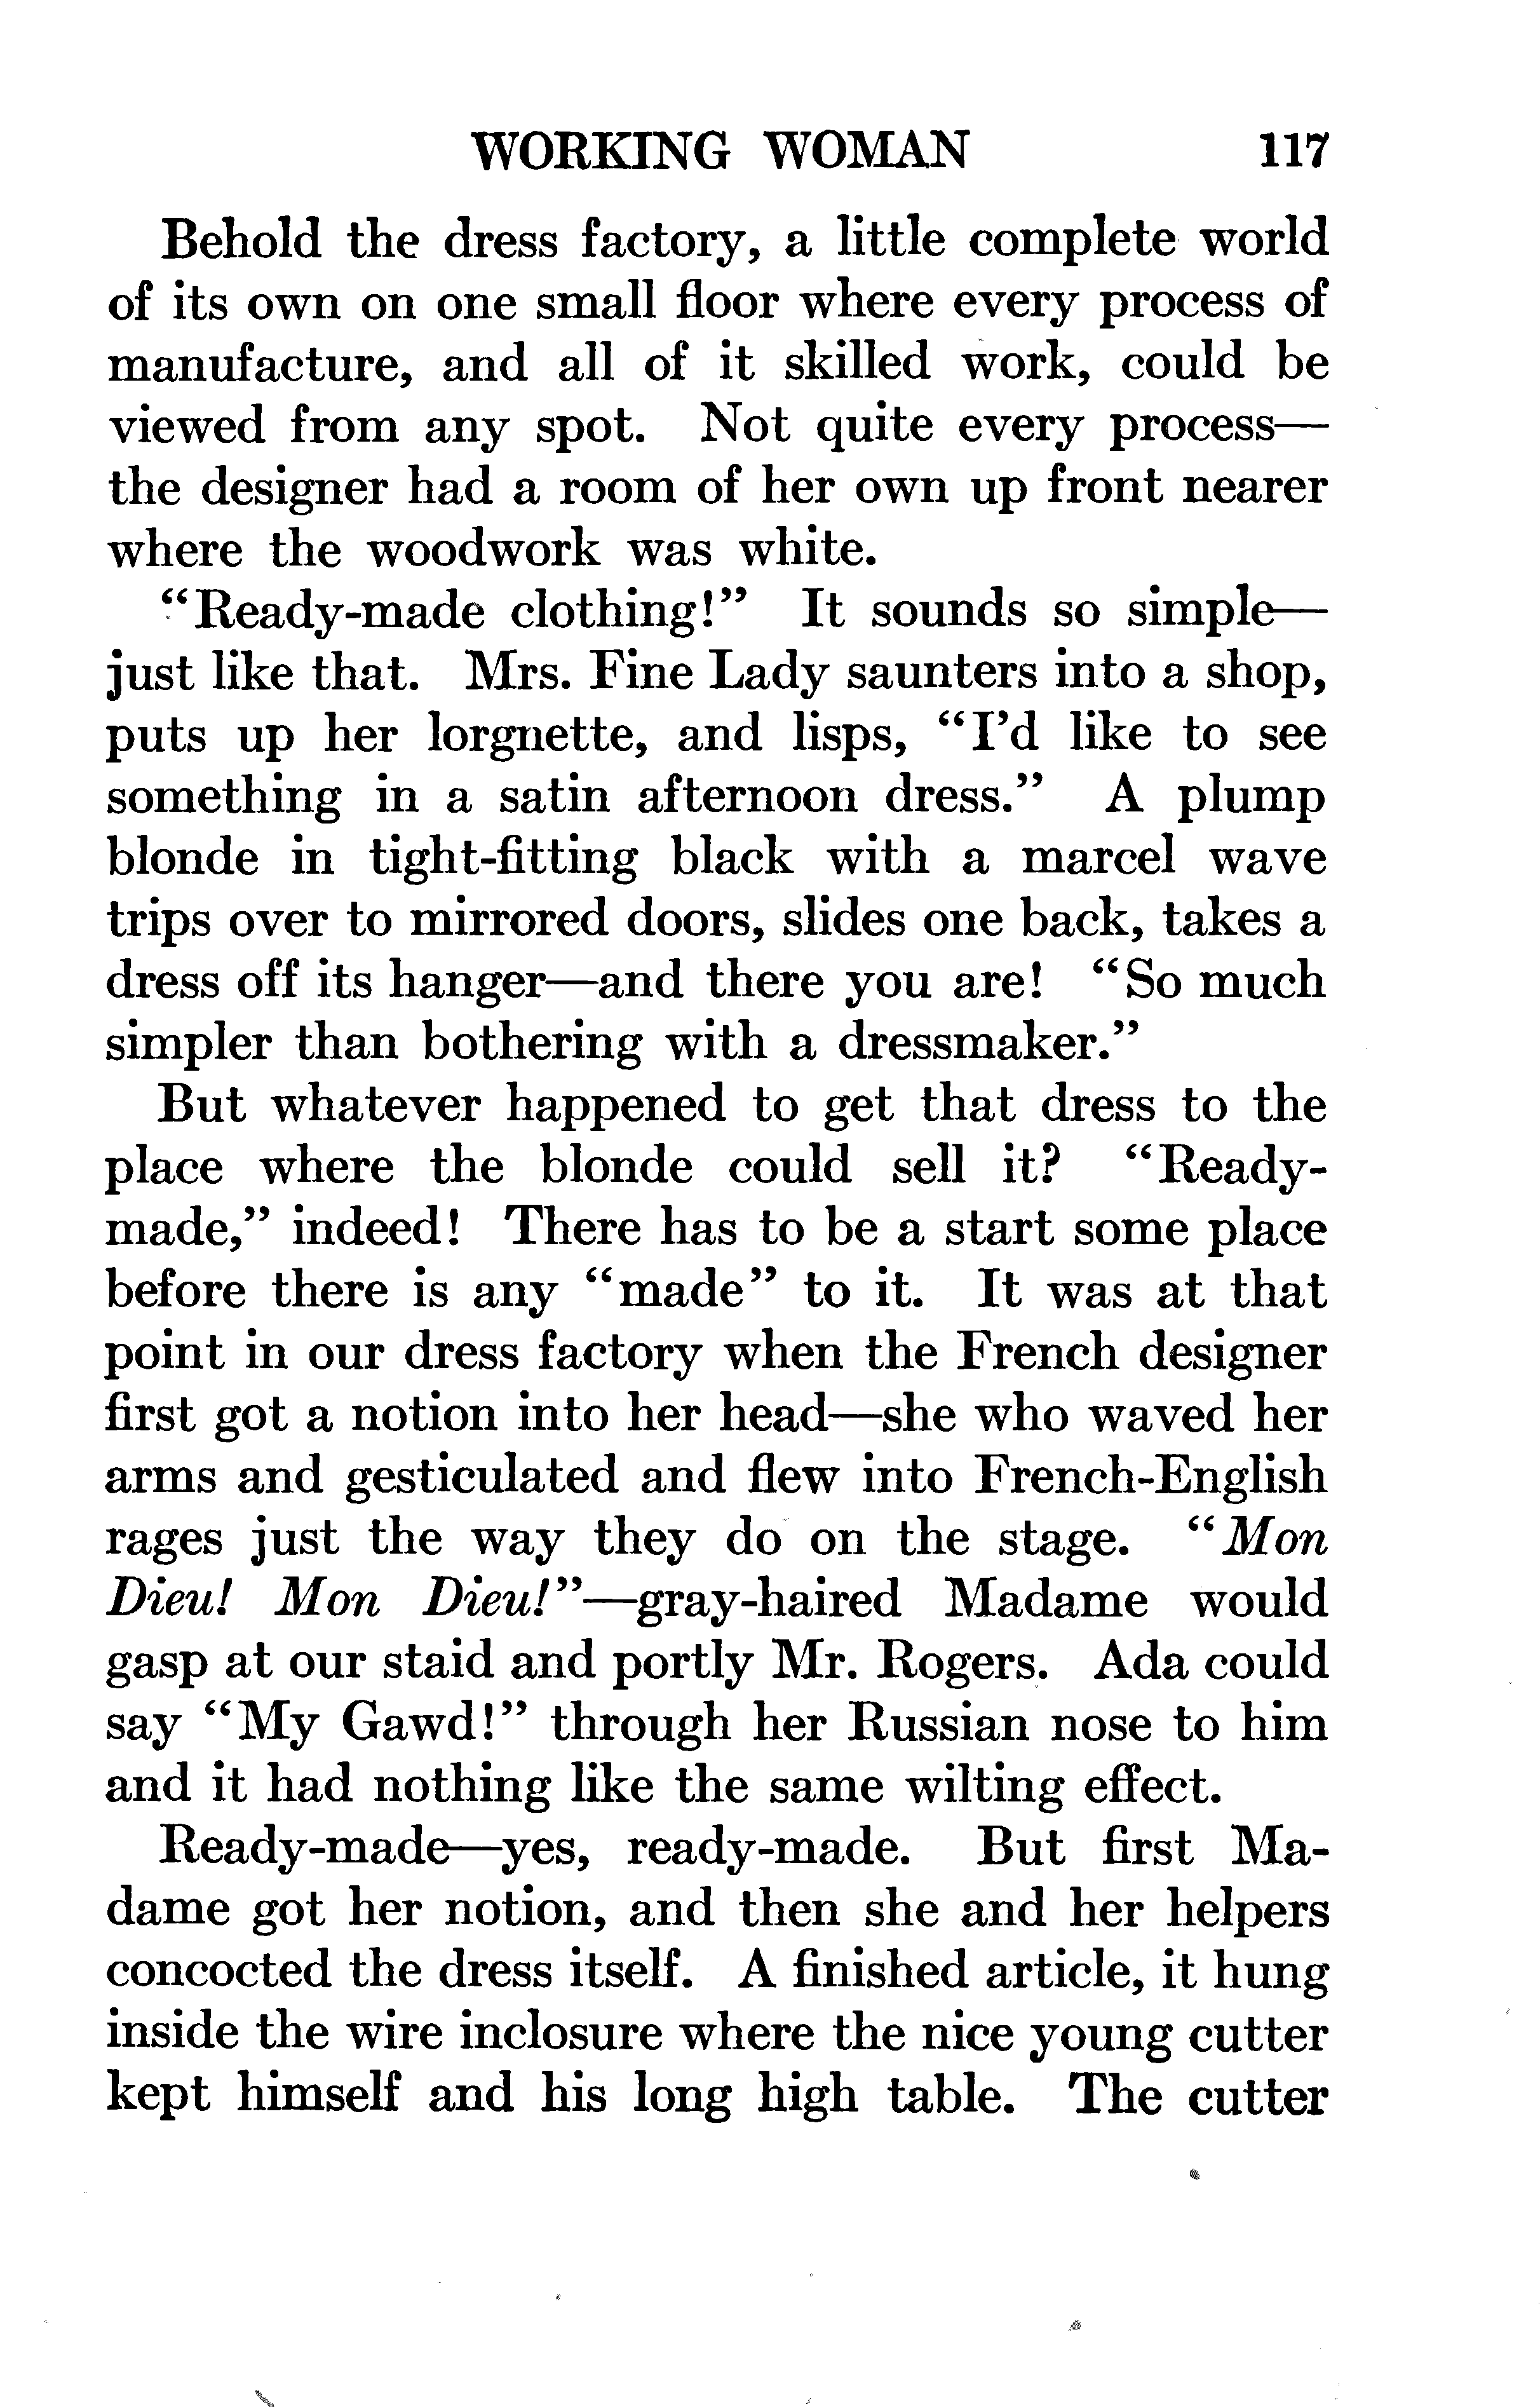 WORKING WOMAN 117
Behold the dress factory, a little complete world
of its own on one small floor where every process of
manufacture, and all of it skilled work, could be
viewed from any spot. Not quite every process—
the designer had a room of her own up front nearer
where the woodwork was white.
"Ready-made clothing!" It sounds so simple—
just like that. Mrs. Fine Lady saunters into a shop,
puts up her lorgnette, and lisps, "I'd like to see
something in a satin afternoon dress." A plump
blonde in tight-fitting black with a marcel wave
trips over to mirrored doors, slides one back, takes a
dress off its hanger—and there you are! "So much
simpler than bothering with a dressmaker."
But whatever happened to get that dress to the
place where the blonde could sell it? "Ready-
made," indeed! There has to be a start some place
before there is any "made" to it. It was at that
point in our dress factory when the French designer
first got a notion into her head—she who waved her
arms and gesticulated and flew into French-English
rages just the way they do on the stage. "Mon
Dieu! Mon Dieu!"—gray-haired Madame would
gasp at our staid and portly Mr. Rogers. Ada could
say "My Gawd!" through her Russian nose to him
and it had nothing like the same wilting effect.
Ready-made—yes, ready-made. But first Ma-
dame got her notion, and then she and her helpers
concocted the dress itself. A finished article, it hung
inside the wire inclosure where the nice young cutter
kept himself and his long high table. The cutter